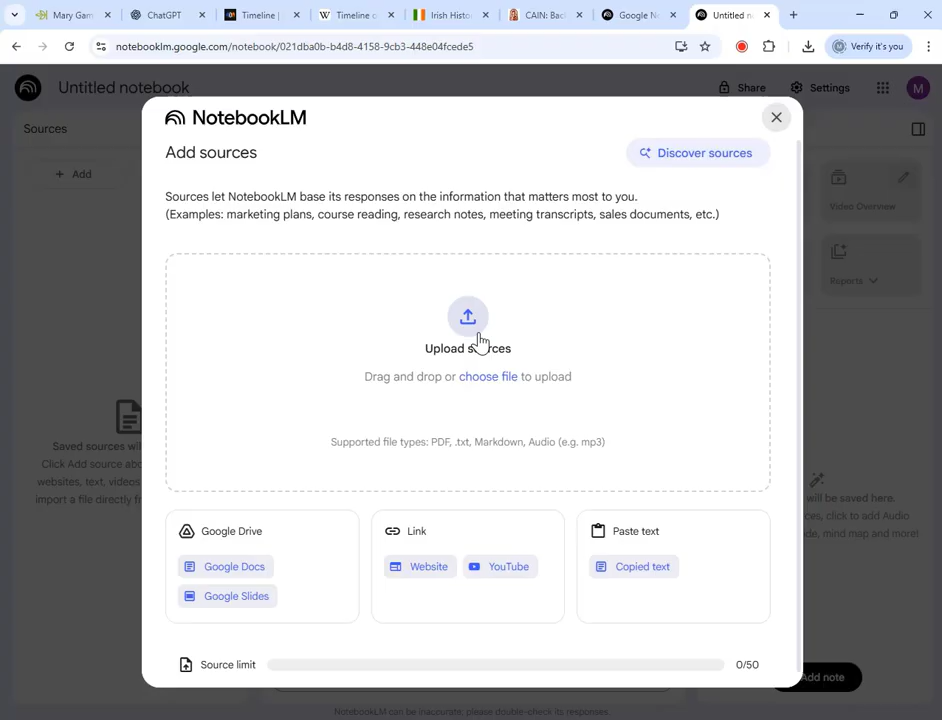 Mary Gam
ChatGPT
Timeline |
Timeline o
Irish Histo
CAIN: Bac
Google N
Untitled n
notebooklm.google.com/notebook/021dba0b-b4d8-4158-9cb3-448e04fcede5
Verify it's you
Untitled notebook
Share
Settings
M
Sources
NotebookLM
Add sources
Discover sources
+ Add
Sources let NotebookLM base its responses on the information that matters most to you.
(Examples: marketing plans, course reading, research notes, meeting transcripts, sales documents, etc.)
Video Overview
Reports
Upload sources
Drag and drop or choose file to upload
Supported file types: PDF, .txt, Markdown, Audio (e.g. mp3)
Saved sources wil
Click Add source abo
websites, text, videos
import a file directly fr
will be saved here.
ces, click to add Audio
de, mind map and more!
Google Drive
Link
Paste text
Google Docs
Website
YouTube
Copied text
Google Slides
Source limit
0/50
Add note
NotebookLM can be inaccurate; please double-check its responses.